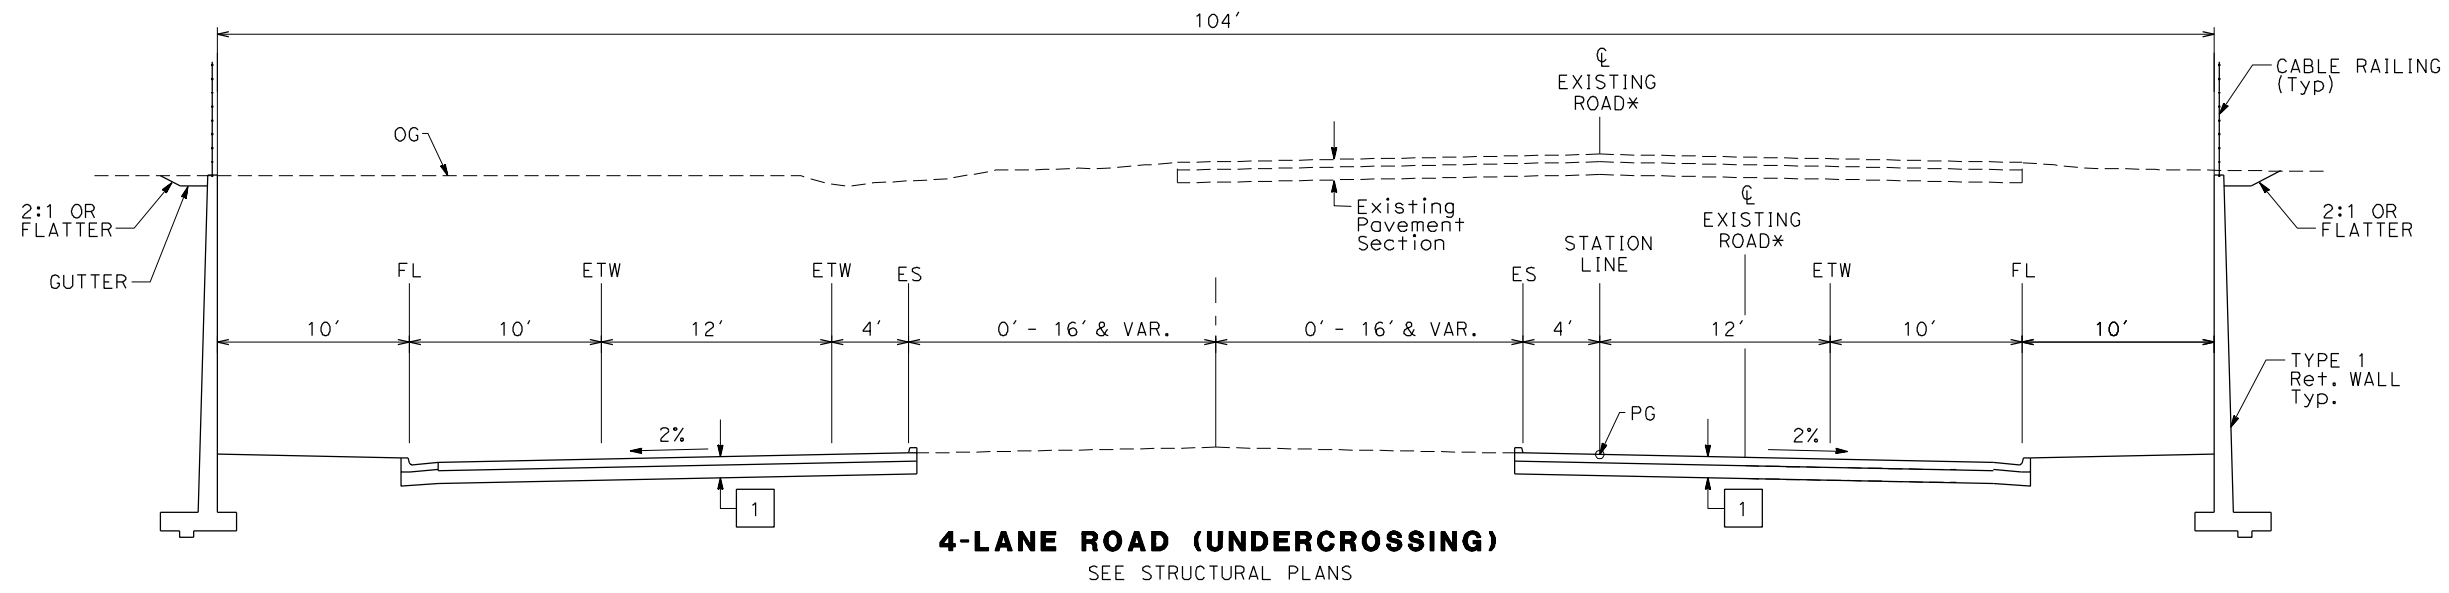 104′
℄
EXISTING
ROAD*
CABLE RAILING
(Typ)
OG
2:1 OR
FLATTER
GUTTER
Existing
Pavement
Section
℄
EXISTING
ROAD*
2:1 OR
FLATTER
STATION
LINE
FL
ETW
ETW
ES
ES
ETW
FL
10′
10′
12′
4′
0′ - 16′ & VAR.
0′ - 16′ & VAR.
4′
12′
10′
10′
TYPE 1
Ret. WALL
Typ.
PG
2%
2%
1
1
4-LANE ROAD (UNDERCROSSING)
SEE STRUCTURAL PLANS